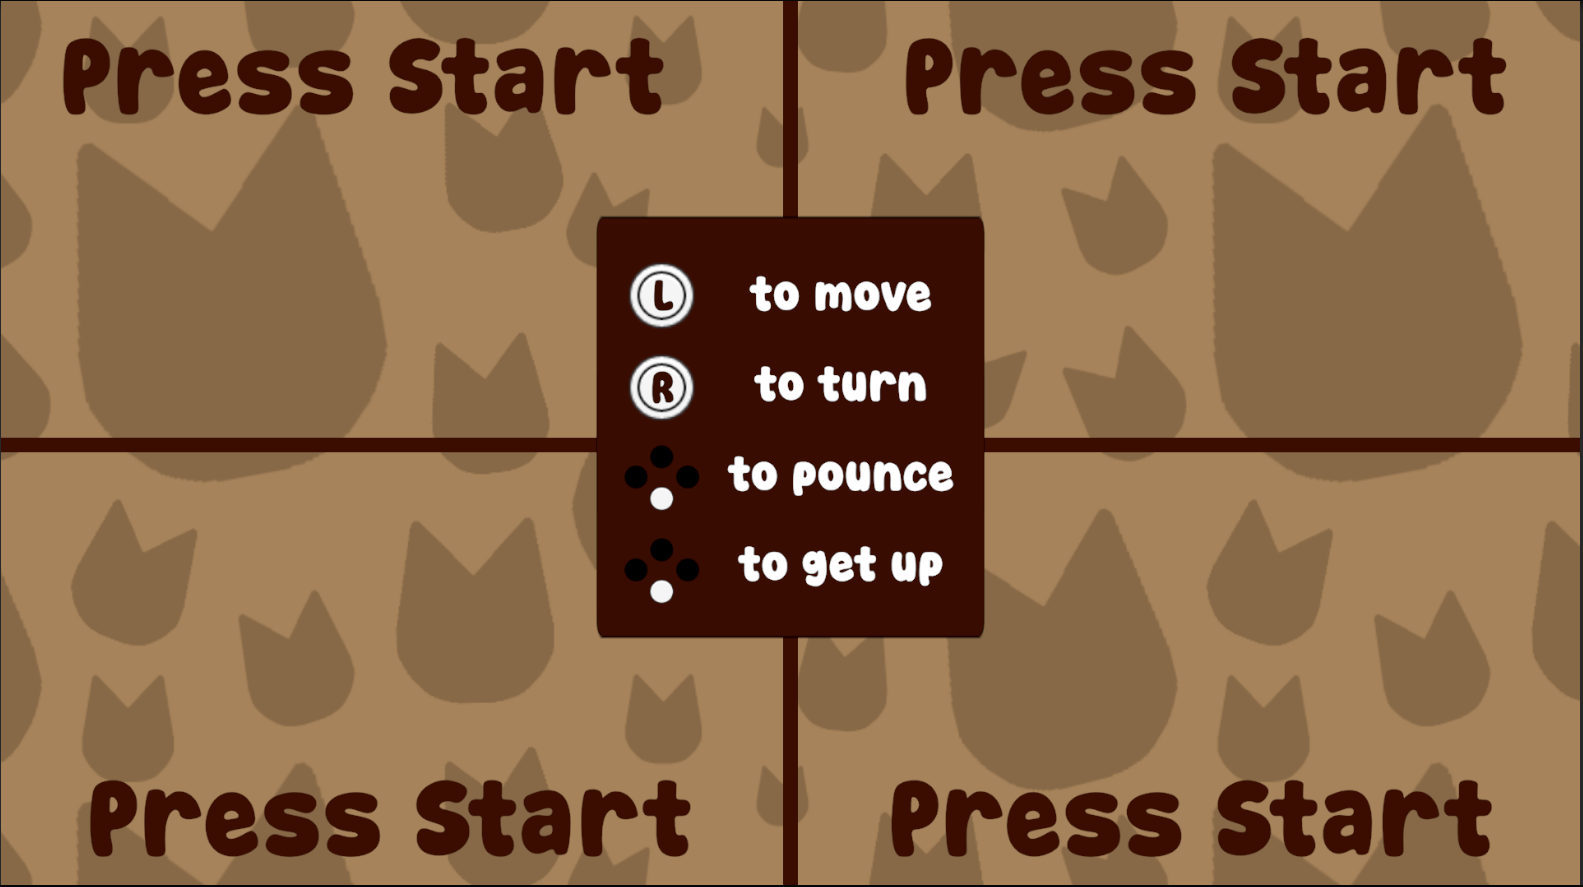 Press Start
Press Start
L to move
R to turn
to pounce
to get up
Press Start
Press Start